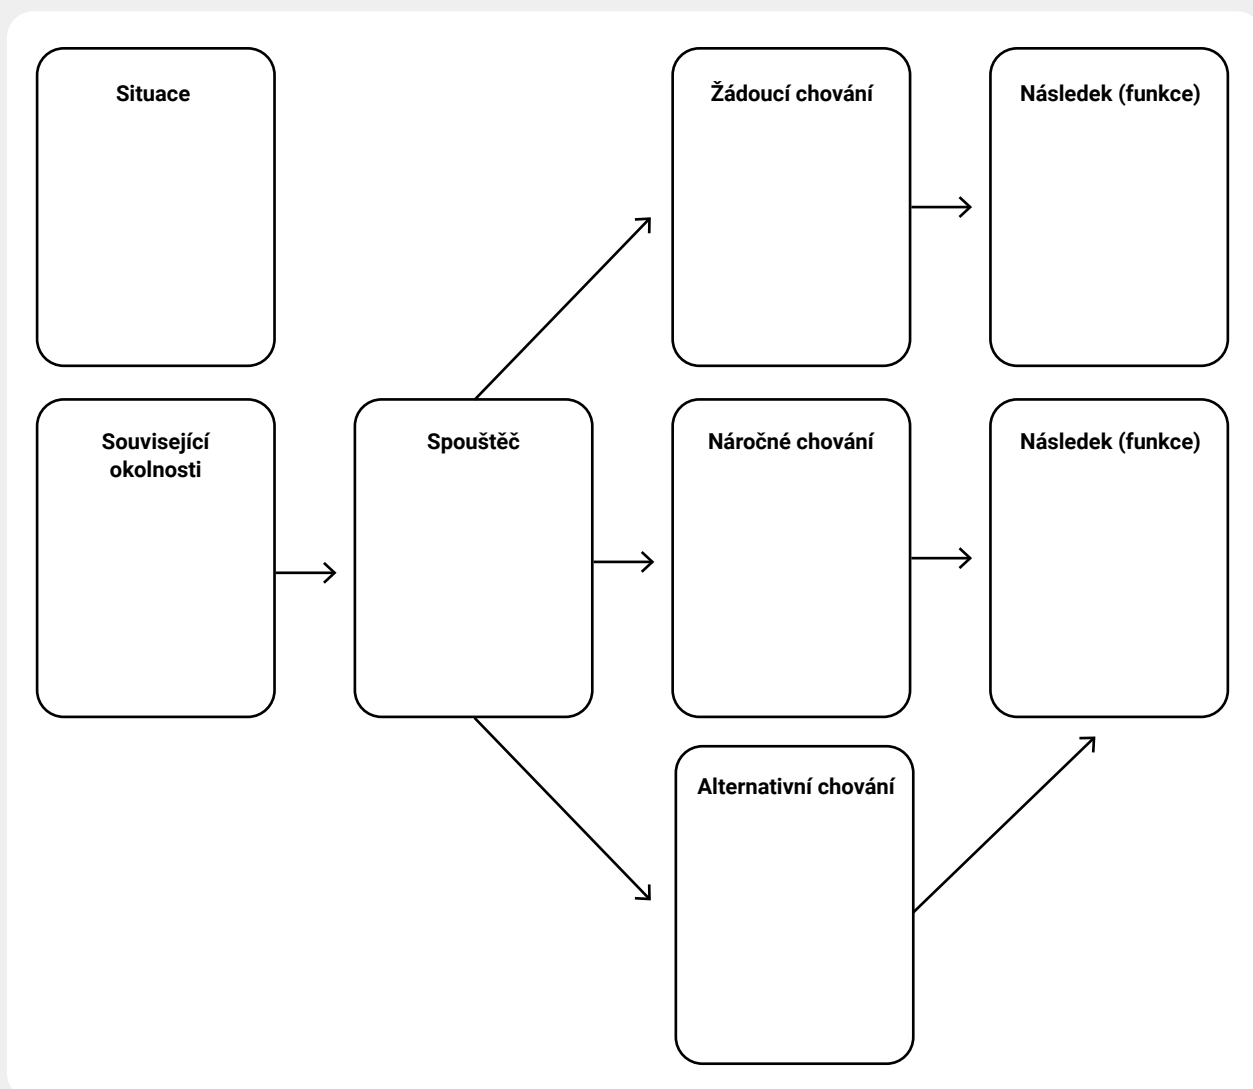 Situace
Žádoucí chování
Následek (funkce)
Související
okolnosti
Spouštěč
Náročné chování
Následek (funkce)
Alternativní chování